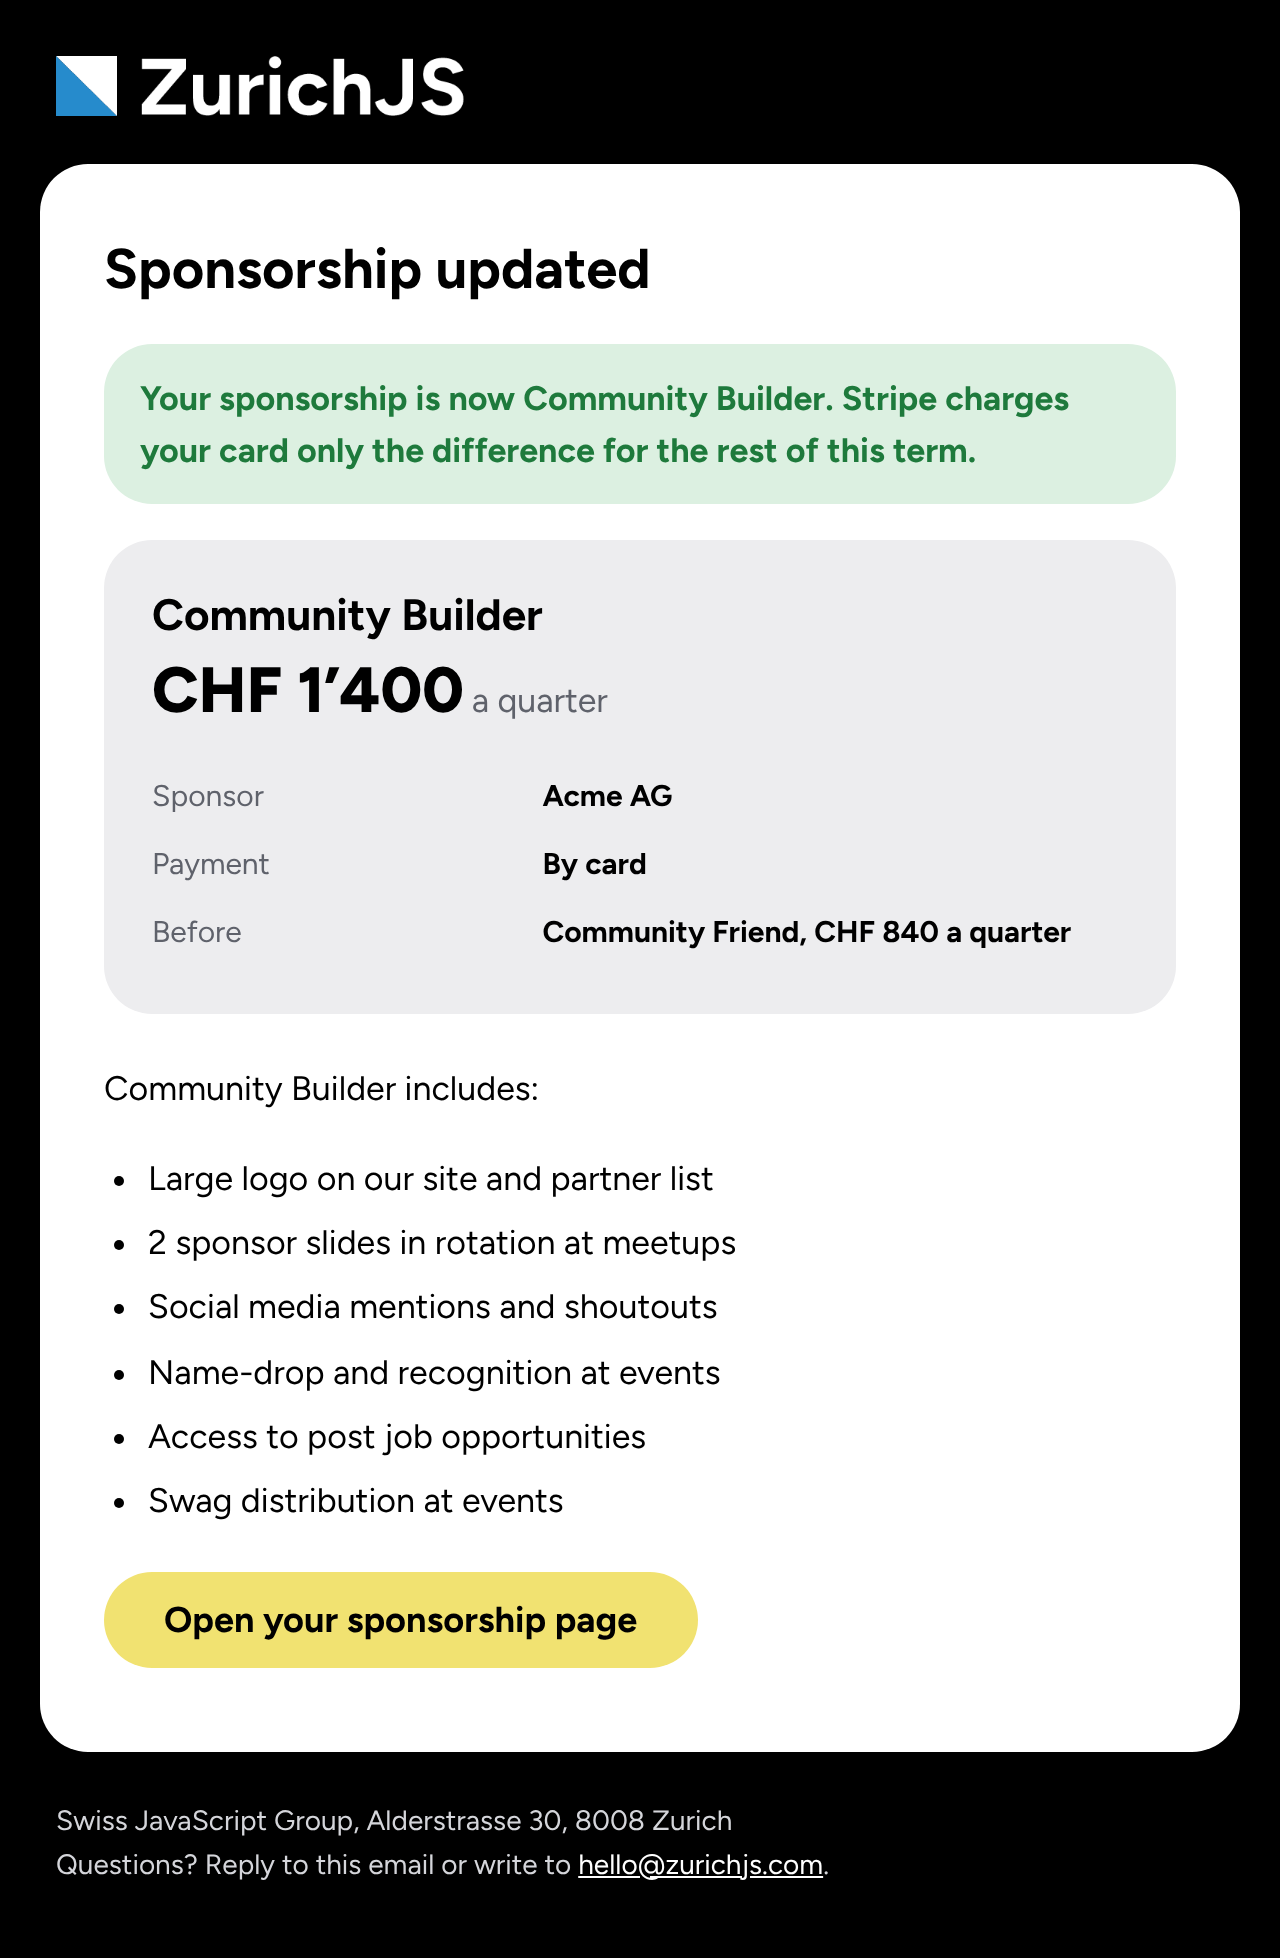 ZurichJS
Sponsorship updated
Your sponsorship is now Community Builder. Stripe charges
your card only the difference for the rest of this term.
Community Builder
CHF 1’400 a quarter
Sponsor Acme AG
Payment By card
Before Community Friend, CHF 840 a quarter
Community Builder includes:
• Large logo on our site and partner list
• 2 sponsor slides in rotation at meetups
• Social media mentions and shoutouts
• Name-drop and recognition at events
• Access to post job opportunities
• Swag distribution at events
Open your sponsorship page
Swiss JavaScript Group, Alderstrasse 30, 8008 Zurich
Questions? Reply to this email or write to hello@zurichjs.com.